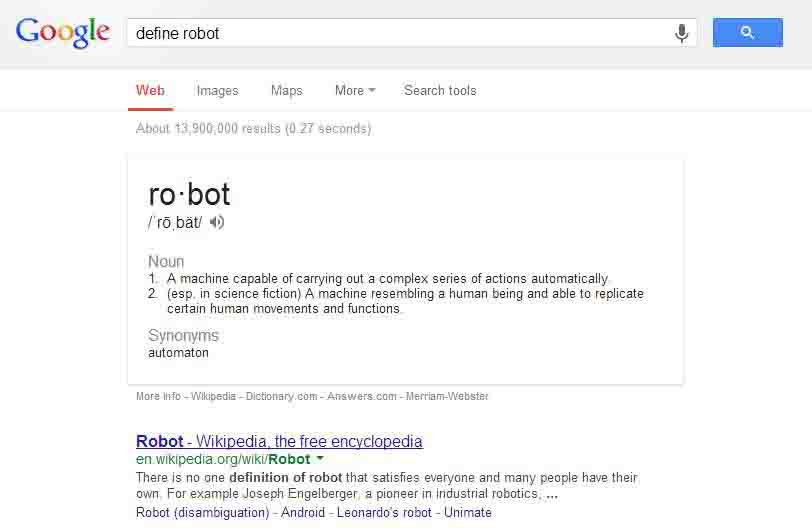 Google
define robot
Web Images Maps More Search tools
About 13,900,000 results (0.27 seconds)
ro·bot
/ˈrōˌbät/
Noun
1. A machine capable of carrying out a complex series of actions automatically.
2. (esp. in science fiction) A machine resembling a human being and able to replicate
certain human movements and functions.
Synonyms
automaton
More info - Wikipedia - Dictionary.com - Answers.com - Merriam-Webster
Robot - Wikipedia, the free encyclopedia
en.wikipedia.org/wiki/Robot
There is no one definition of robot that satisfies everyone and many people have their
own. For example Joseph Engelberger, a pioneer in industrial robotics, ...
Robot (disambiguation) - Android - Leonardo's robot - Unimate